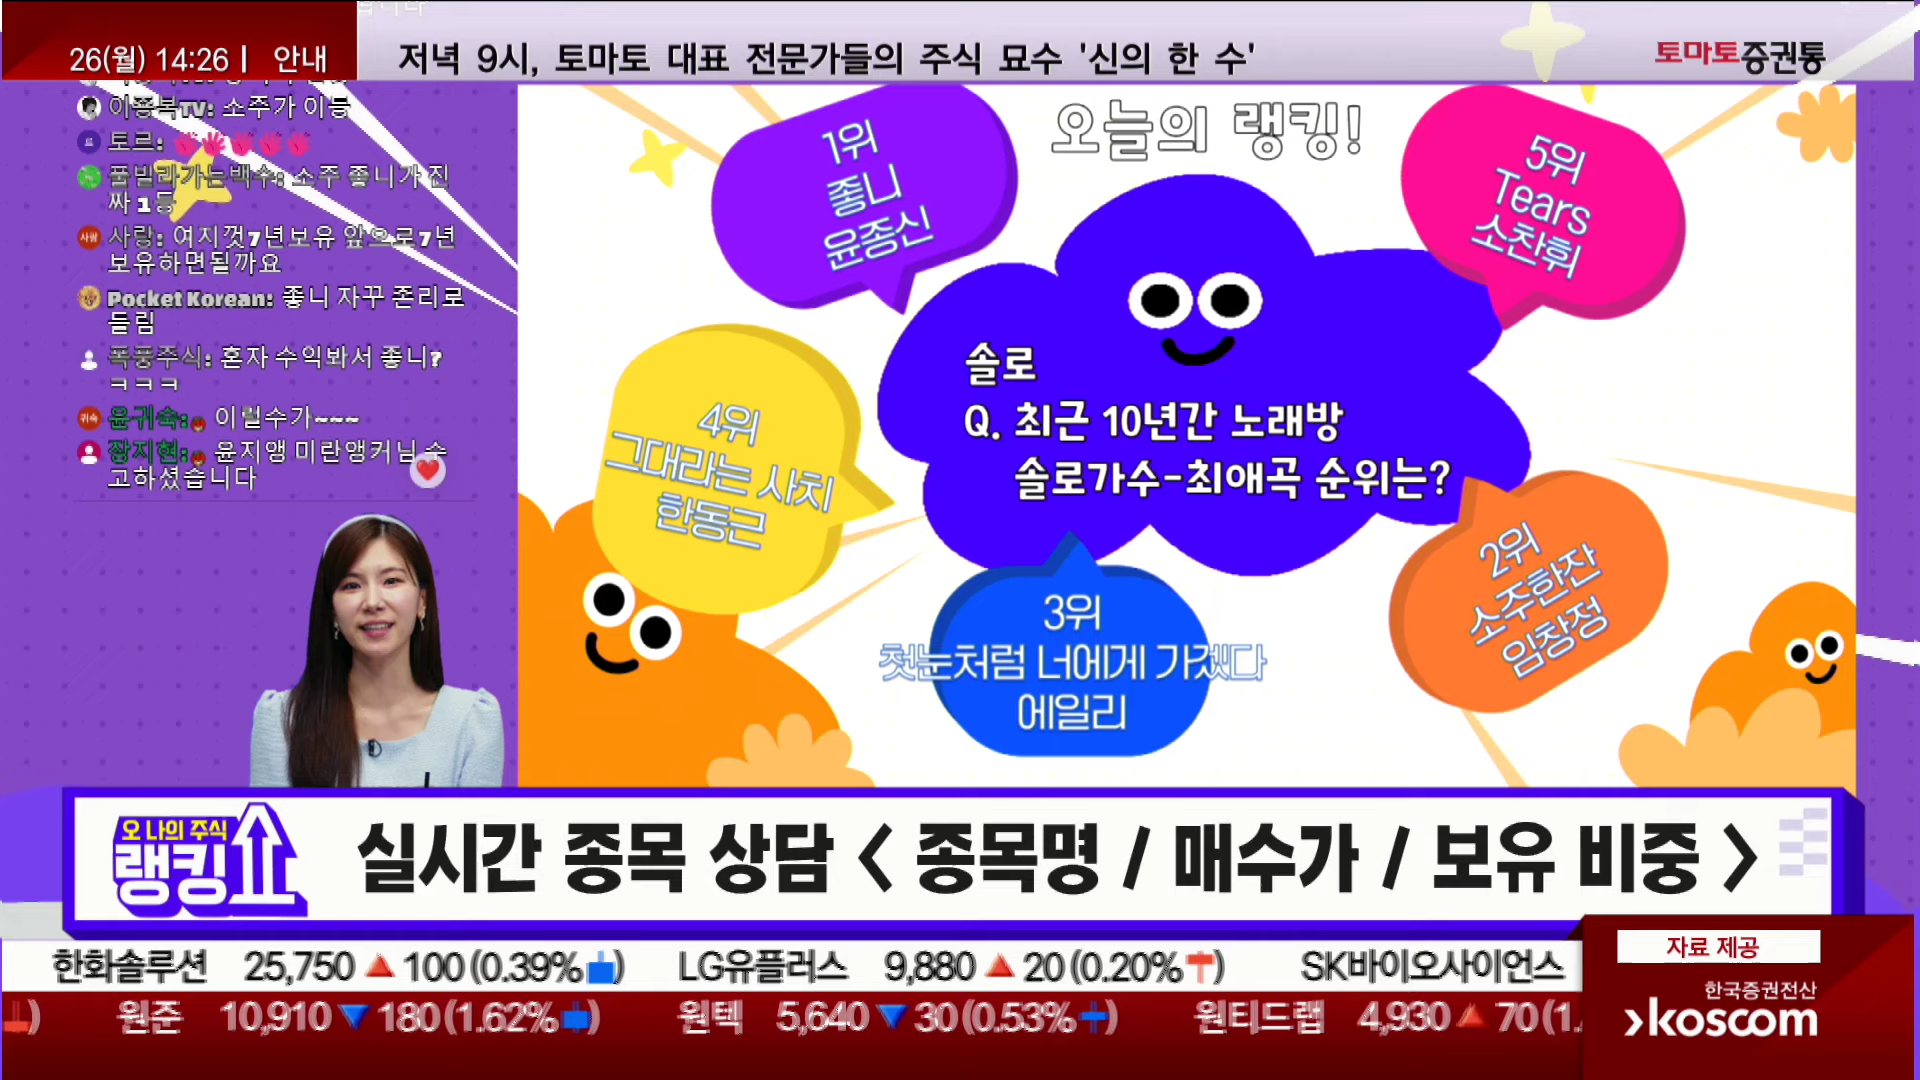 26(월) 14:26 | 안내
저녁 9시, 토마토 대표 전문가들의 주식 묘수 '신의 한 수'
토마토증권통
이종복TV: 소주가 이등
토르:
풀빌라가는백수: 소주 좋니가 진
짜 1등
사랑 사랑: 여지껏7년보유 앞으로7년
보유하면될까요
Pocket Korean: 좋니 자꾸 존리로
들림
폭풍주식: 혼자 수익봐서 좋니?
ㅋㅋㅋ
귀숙 윤귀숙: 이럴수가~~~
장지현: 윤지앵 미란앵커님 수
고하셨습니다
오늘의 랭킹!
1위
좋니
윤종신
5위
Tears
소찬휘
솔로
Q. 최근 10년간 노래방
솔로가수-최애곡 순위는?
4위
그대라는 사치
한동근
2위
소주한잔
임창정
3위
첫눈처럼 너에게 가겠다
에일리
오 나의 주식
랭킹쇼
실시간 종목 상담 < 종목명 / 매수가 / 보유 비중 >
한화솔루션 25,750 ▲ 100 (0.39%) LG유플러스 9,880 ▲ 20 (0.20%) SK바이오사이언스
) 원준 10,910 ▼ 180 (1.62%) 원텍 5,640 ▼ 30 (0.53%) 원티드랩 4,930 ▲ 70 (1.
자료 제공
한국증권전산
koscom